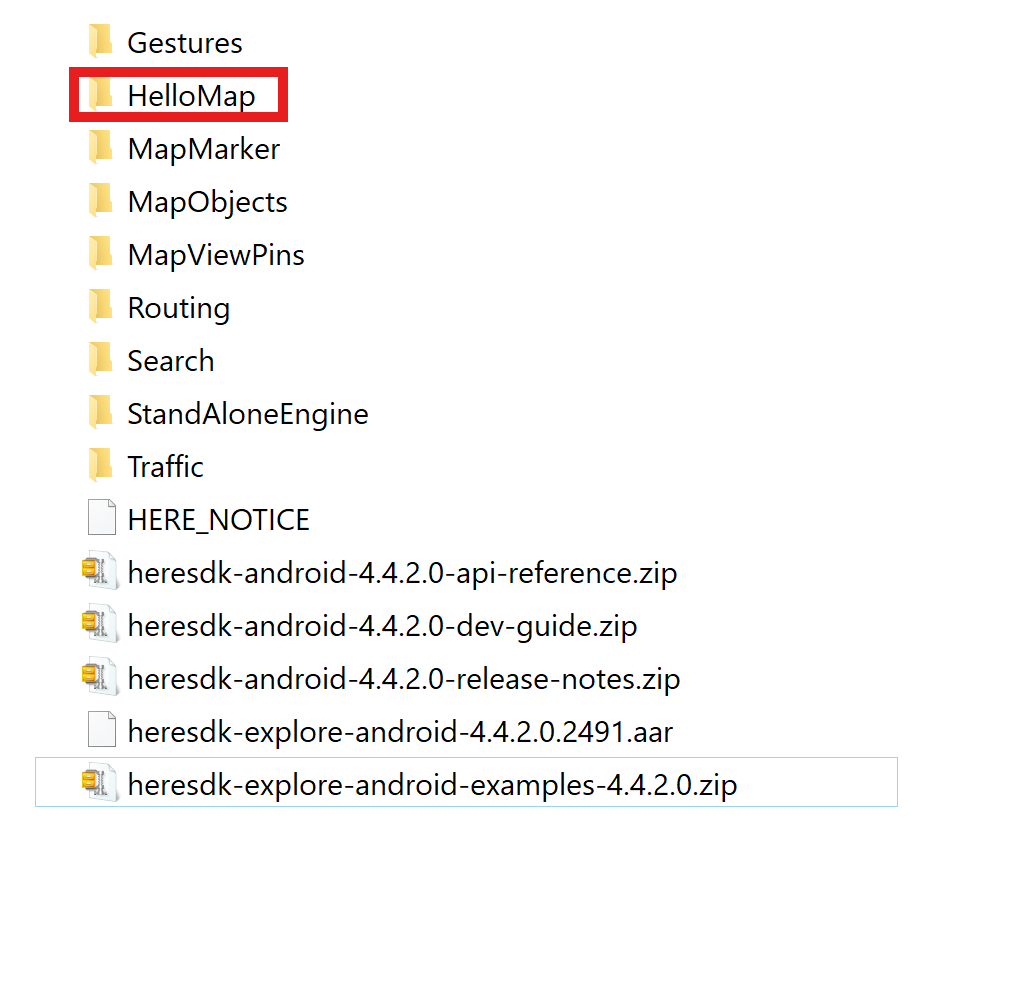 Gestures
HelloMap
MapMarker
MapObjects
MapViewPins
Routing
Search
StandAloneEngine
Traffic
HERE_NOTICE
heresdk-android-4.4.2.0-api-reference.zip
heresdk-android-4.4.2.0-dev-guide.zip
heresdk-android-4.4.2.0-release-notes.zip
heresdk-explore-android-4.4.2.0.2491.aar
heresdk-explore-android-examples-4.4.2.0.zip